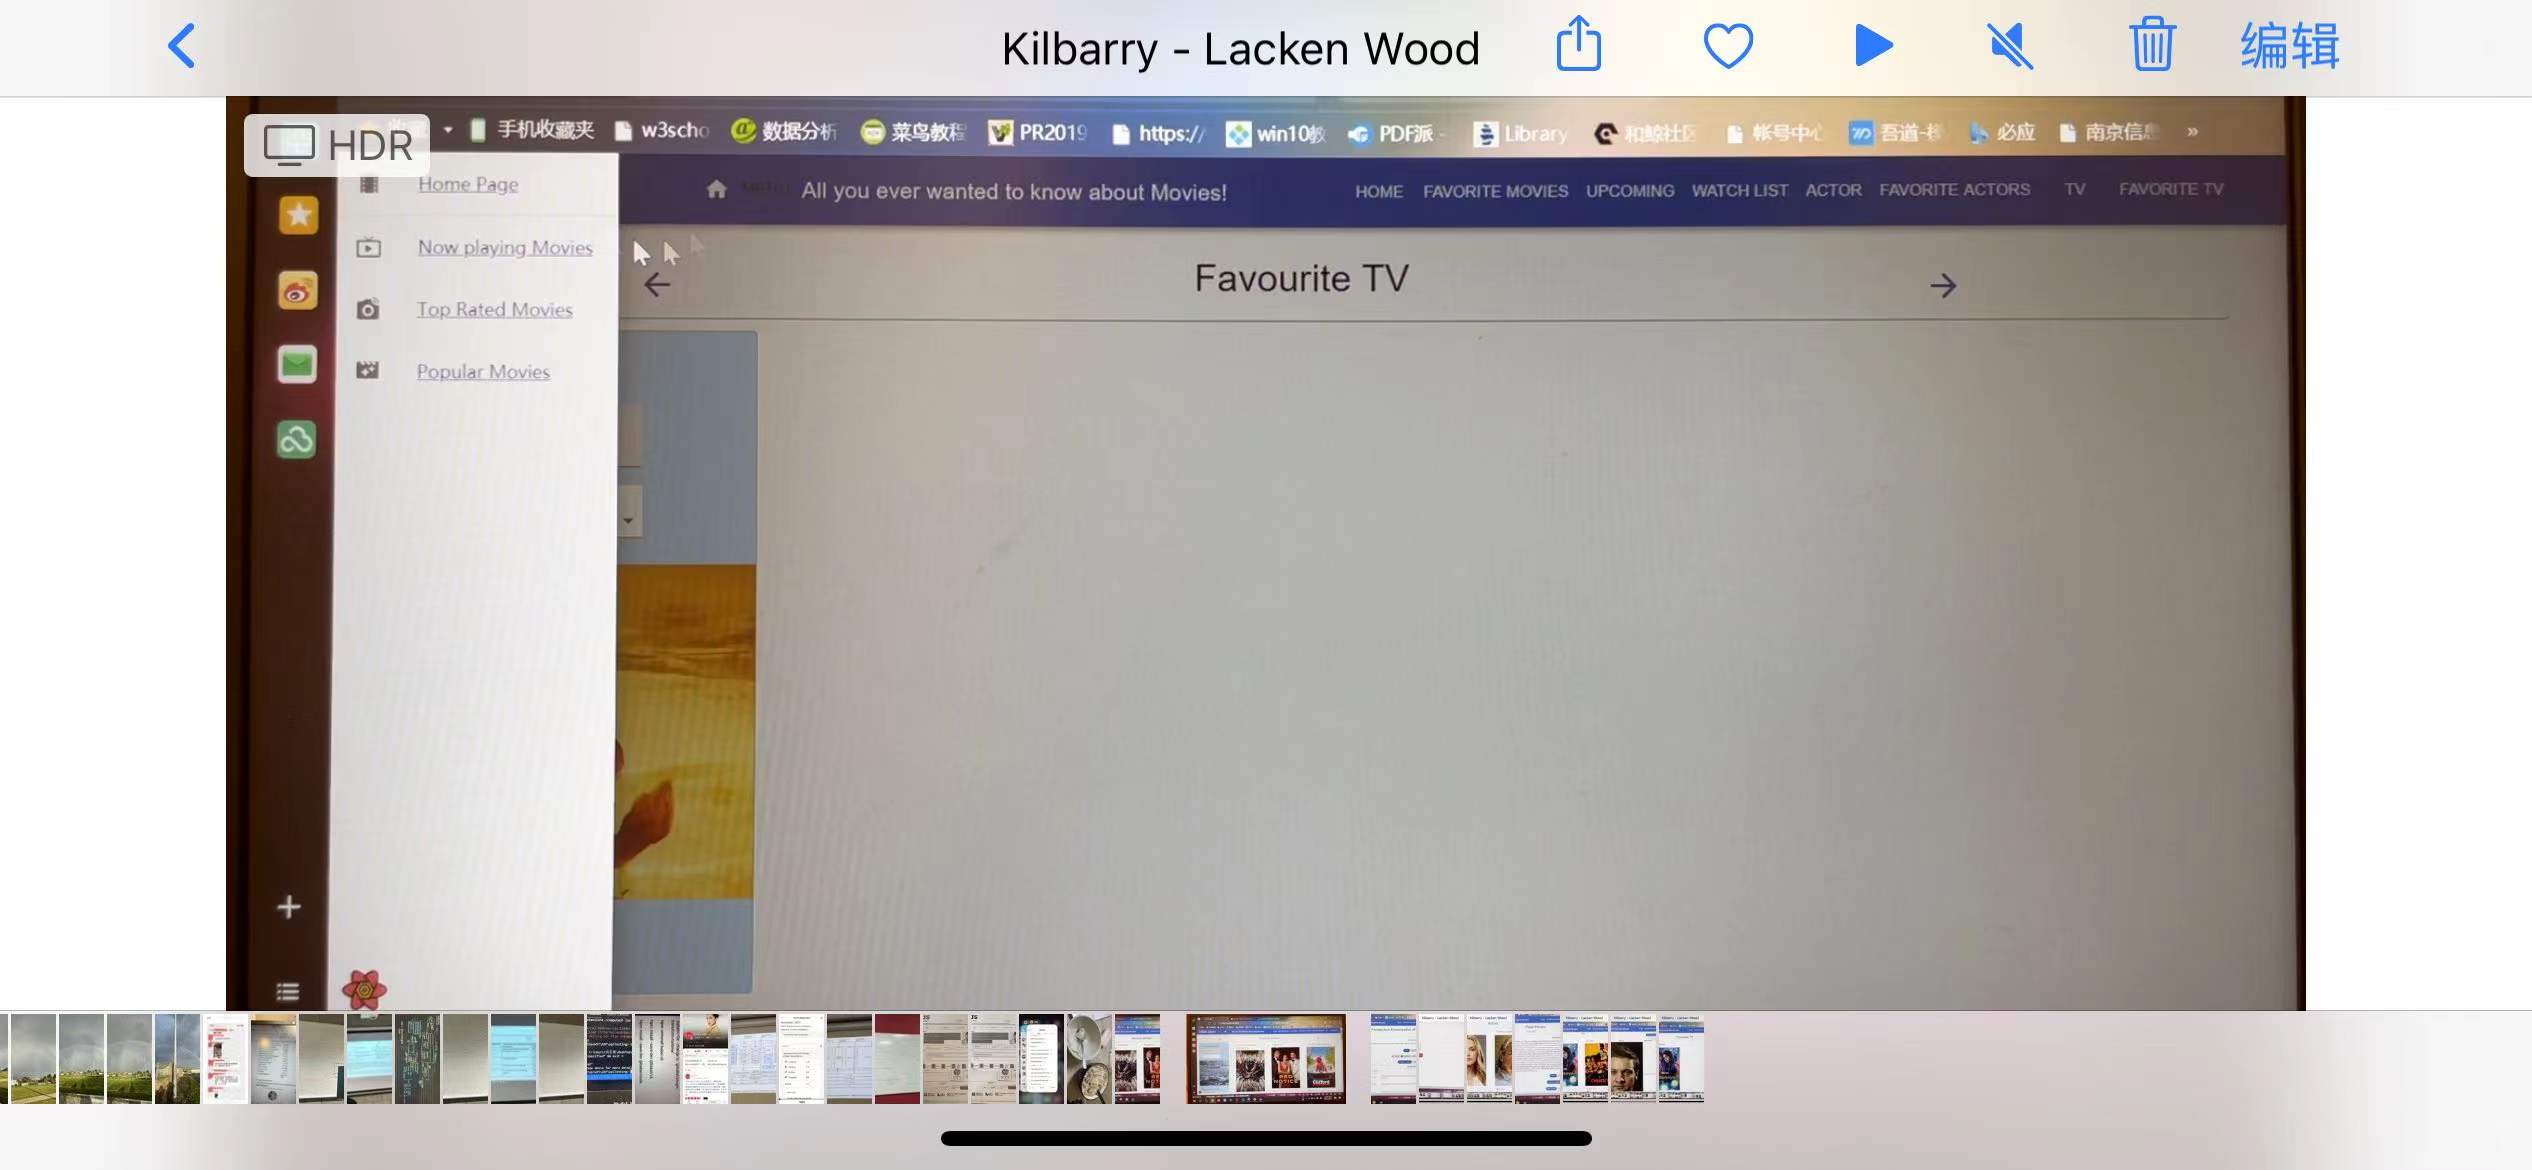 Kilbarry - Lacken Wood
编辑
HDR
手机收藏夹
w3scho
数据分析
菜鸟教程
PR2019
https://
win10教
PDF派 -
Library
和鲸社区
帐号中心
吾道-
必应
南京信息
»
Home Page
MENU
All you ever wanted to know about Movies!
HOME
FAVORITE MOVIES
UPCOMING
WATCH LIST
ACTOR
FAVORITE ACTORS
TV
FAVORITE TV
Now playing Movies
Favourite TV
Top Rated Movies
Popular Movies